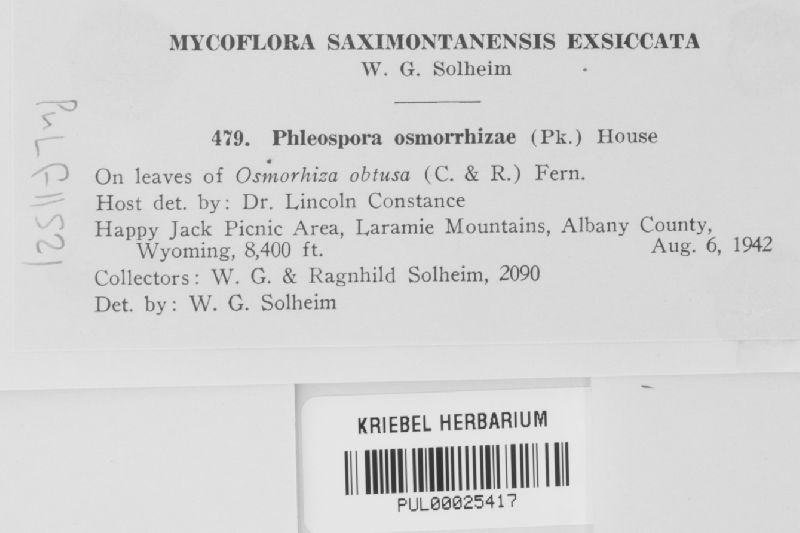 MYCOFLORA SAXIMONTANENSIS EXSICCATA
W. G. Solheim
479. Phleospora osmorrhizae (Pk.) House
On leaves of Osmorhiza obtusa (C. & R.) Fern.
Host det. by: Dr. Lincoln Constance
Happy Jack Picnic Area, Laramie Mountains, Albany County,
Wyoming, 8,400 ft. Aug. 6, 1942
Collectors: W. G. & Ragnhild Solheim, 2090
Det. by: W. G. Solheim
PUL F11521
KRIEBEL HERBARIUM
PUL00025417